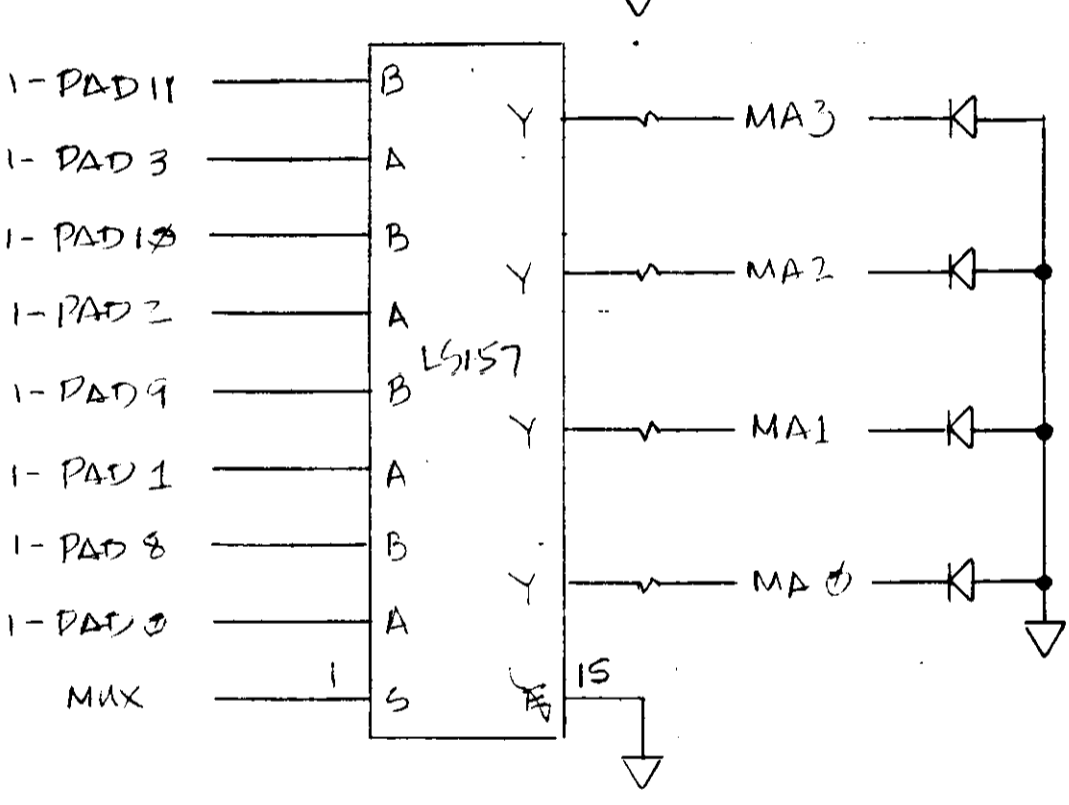 1-PAD11 B
Y MA3
1-PAD3 A
1-PAD10 B
Y MA2
1-PAD2 A
LS157
1-PAD9 B
Y MA1
1-PAD1 A
1-PAD8 B
Y MA0
1-PAD0 A
MUX 1 S 15